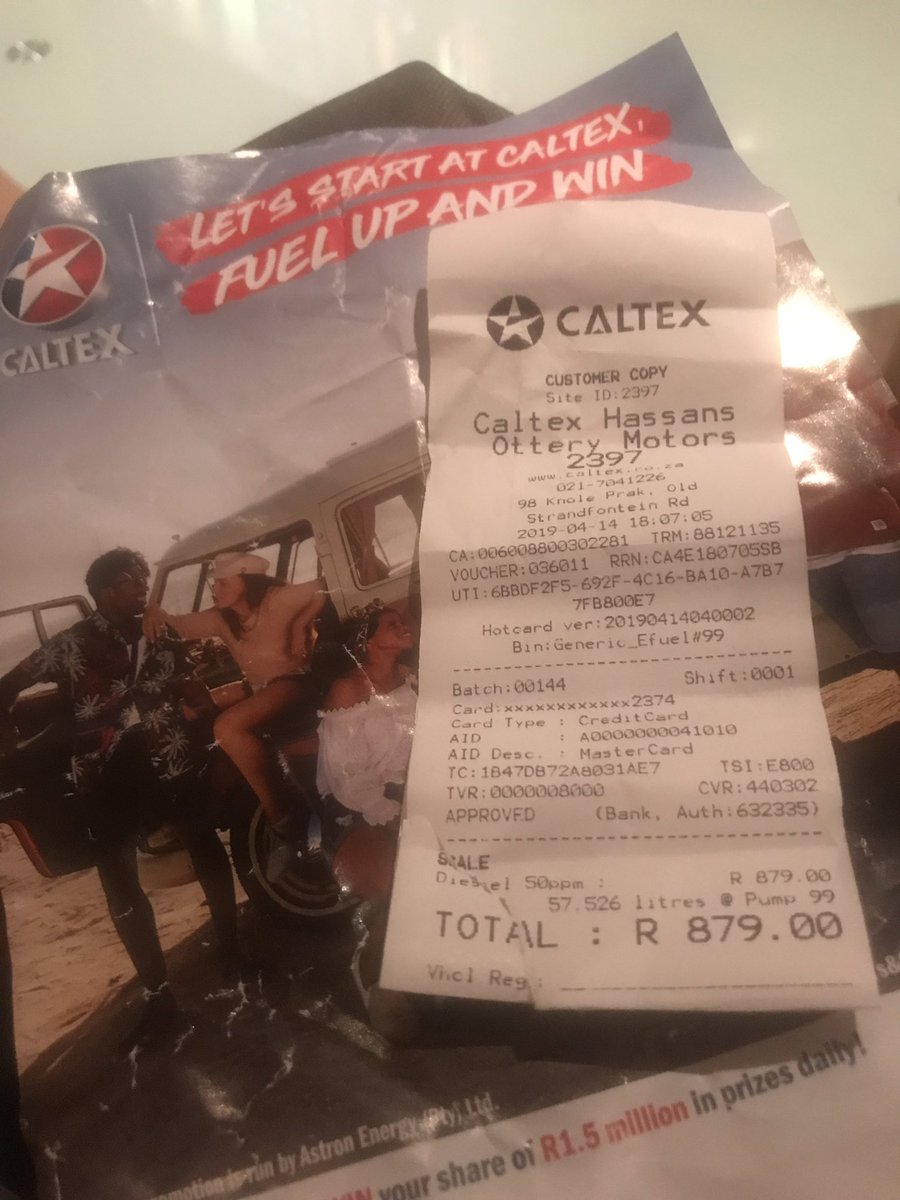 LET'S START AT CALTEX,
FUEL UP AND WIN
CALTEX
CALTEX
CUSTOMER COPY
Site ID:2397
Caltex Hassans
Ottery Motors
2397
www.caltex.co.za
021-7041226
98 Knole Prak, Old
Strandfontein Rd
2019-04-14 18:07:05
CA:006008800302281 TRM:88121135
VOUCHER:036011 RRN:CA4E180705SB
UTI:6BBDF2F5-692F-4C16-BA10-A7B7
7FB800E7
Hotcard ver:20190414040002
Bin:Generic_Efuel#99
Batch:00144 Shift:0001
Card:xxxxxxxxxxxx2374
Card Type : CreditCard
AID : A0000000041010
AID Desc. : MasterCard
TC:1B47DB72A8031AE7 TSI:E800
TVR:0000008000 CVR:440302
APPROVED (Bank, Auth:632335)
SALE
Diesel 50ppm : R 879.00
57.526 litres @ Pump 99
TOTAL : R 879.00
Vhcl Reg:
is run by Astron Energy (Pty) Ltd.
WIN your share of R1.5 million in prizes daily!